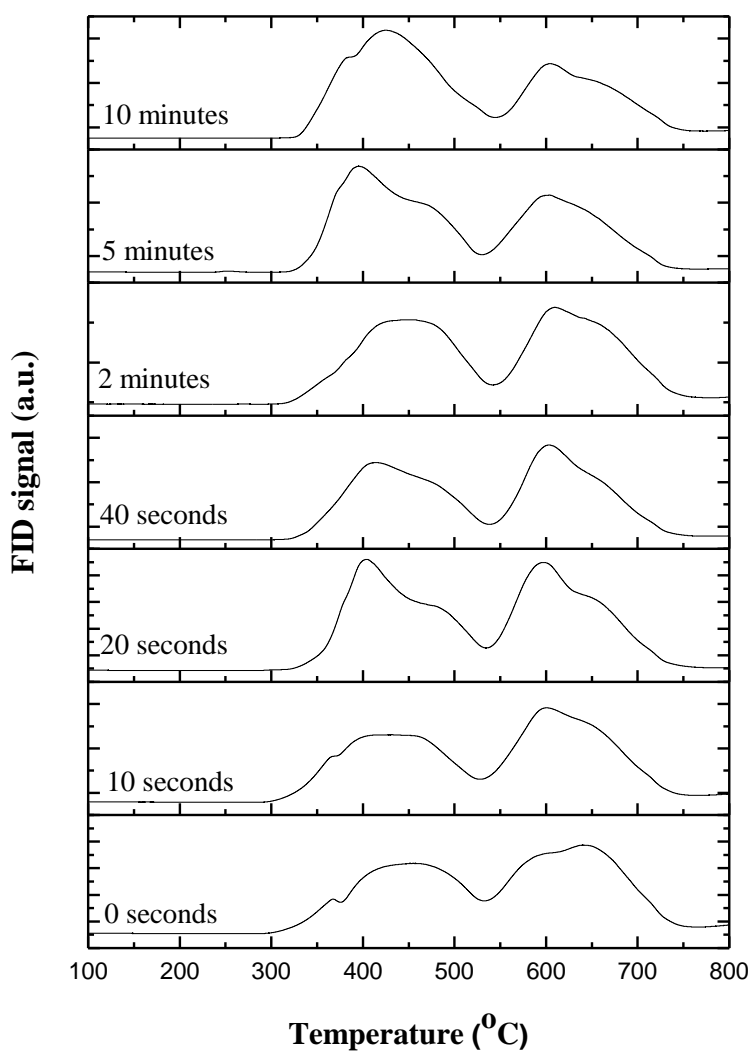 10 minutes
5 minutes
2 minutes
40 seconds
20 seconds
10 seconds
0 seconds
FID signal (a.u.)
100 200 300 400 500 600 700 800
Temperature (°C)